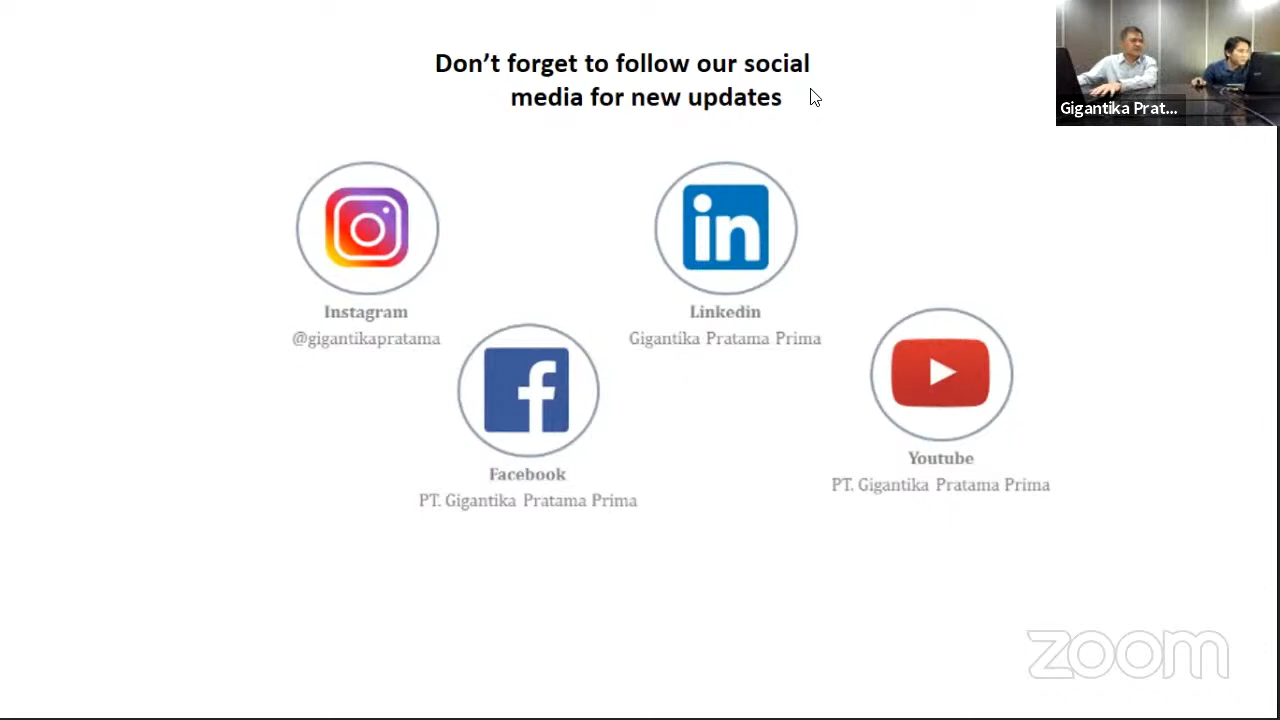 Don't forget to follow our social
media for new updates
Gigantika Prat...
Instagram
@gigantikapratama
Linkedin
Gigantika Pratama Prima
Facebook
PT. Gigantika Pratama Prima
Youtube
PT. Gigantika Pratama Prima
zoom